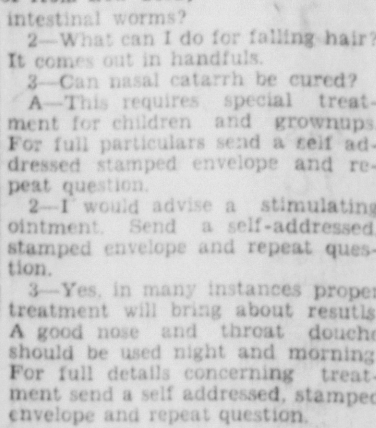 intestinal worms?
2—What can I do for falling hair?
It comes out in handfuls.
3—Can nasal catarrh be cured?
A—This requires special treat-
ment for children and grownups
For full particulars send a self ad-
dressed stamped envelope and re-
peat question.
2—I would advise a stimulating
ointment. Send a self-addressed
stamped envelope and repeat ques-
tion.
3—Yes, in many instances proper
treatment will bring about resutls
A good nose and throat douche
should be used night and morning
For full details concerning treat-
ment send a self addressed, stamped
envelope and repeat question.